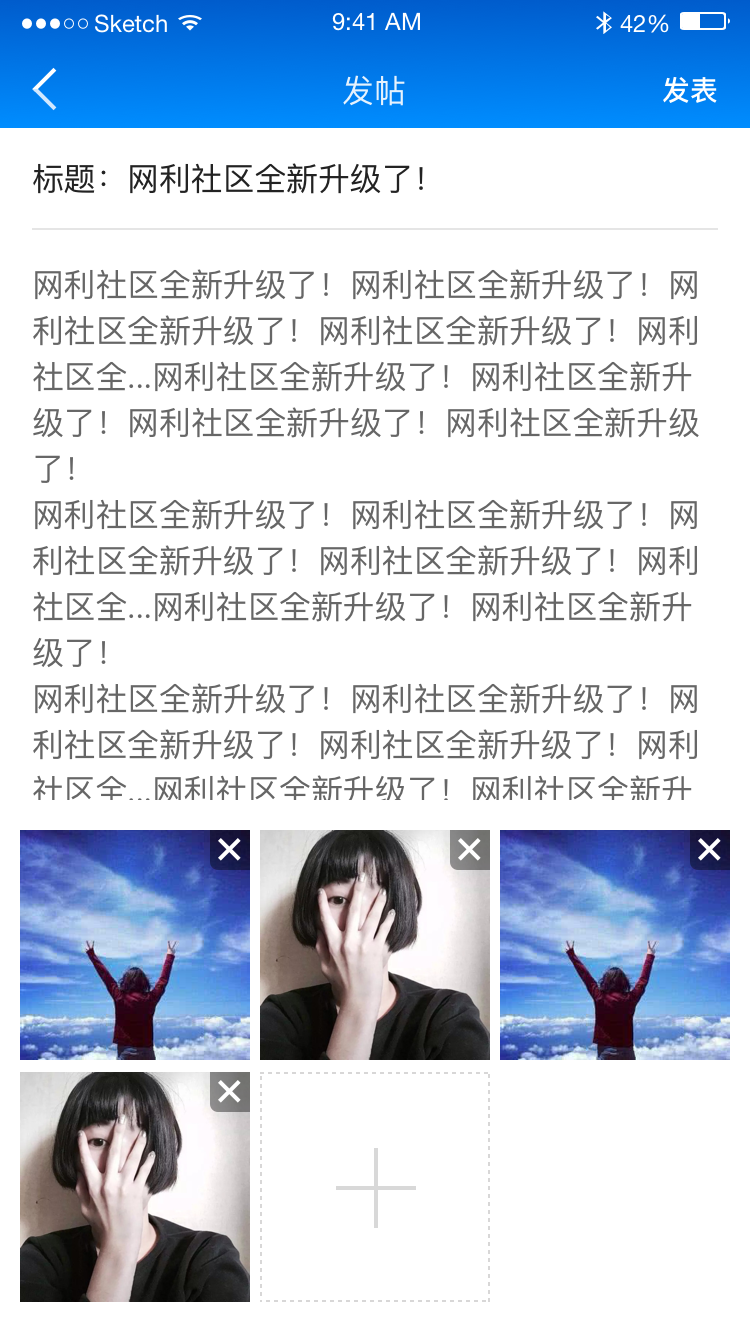 Sketch 9:41 AM 42%
发帖 发表
标题：网利社区全新升级了！
网利社区全新升级了！网利社区全新升级了！网
利社区全新升级了！网利社区全新升级了！网利
社区全...网利社区全新升级了！网利社区全新升
级了！网利社区全新升级了！网利社区全新升级
了！
网利社区全新升级了！网利社区全新升级了！网
利社区全新升级了！网利社区全新升级了！网利
社区全...网利社区全新升级了！网利社区全新升
级了！
网利社区全新升级了！网利社区全新升级了！网
利社区全新升级了！网利社区全新升级了！网利
社区全...网利社区全新升级了！网利社区全新升